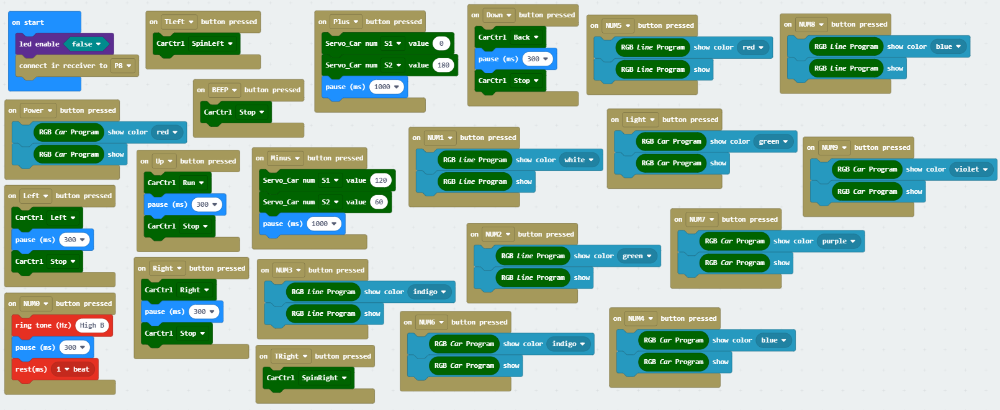 on start
led enable false
connect ir receiver to P8
on TLeft button pressed
CarCtrl SpinLeft
on Plus button pressed
Servo_Car num S1 value 0
Servo_Car num S2 value 180
pause (ms) 1000
on Down button pressed
CarCtrl Back
pause (ms) 300
CarCtrl Stop
on NUM5 button pressed
RGB Line Program show color red
RGB Line Program show
on NUM8 button pressed
RGB Line Program show color blue
RGB Line Program show
on BEEP button pressed
CarCtrl Stop
on Power button pressed
RGB Car Program show color red
RGB Car Program show
on Light button pressed
RGB Car Program show color green
RGB Car Program show
on NUM1 button pressed
RGB Line Program show color white
RGB Line Program show
on NUM9 button pressed
RGB Car Program show color violet
RGB Car Program show
on Up button pressed
CarCtrl Run
pause (ms) 300
CarCtrl Stop
on Minus button pressed
Servo_Car num S1 value 120
Servo_Car num S2 value 60
pause (ms) 1000
on Left button pressed
CarCtrl Left
pause (ms) 300
CarCtrl Stop
on NUM7 button pressed
RGB Car Program show color purple
RGB Car Program show
on NUM2 button pressed
RGB Line Program show color green
RGB Line Program show
on Right button pressed
CarCtrl Right
pause (ms) 300
CarCtrl Stop
on NUM3 button pressed
RGB Line Program show color indigo
RGB Line Program show
on NUM0 button pressed
ring tone (Hz) High B
pause (ms) 300
rest(ms) 1 beat
on NUM6 button pressed
RGB Car Program show color indigo
RGB Car Program show
on NUM4 button pressed
RGB Car Program show color blue
RGB Car Program show
on TRight button pressed
CarCtrl SpinRight